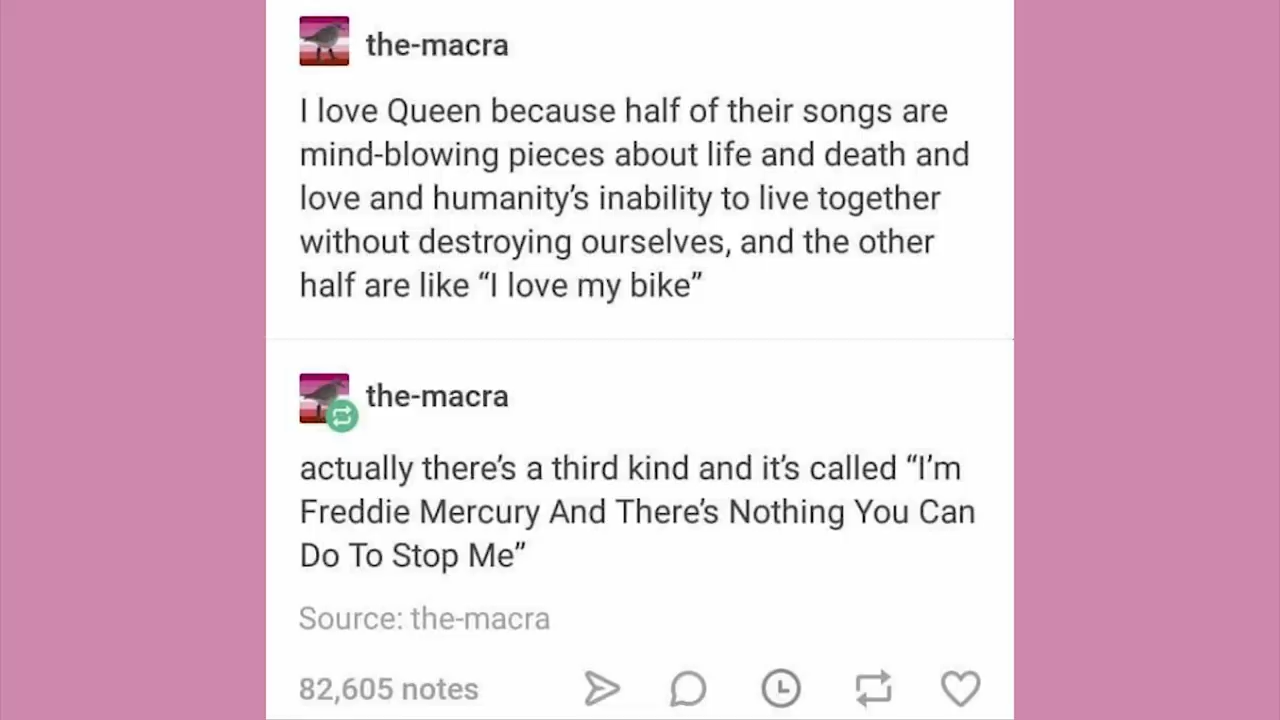 the-macra
I love Queen because half of their songs are
mind-blowing pieces about life and death and
love and humanity’s inability to live together
without destroying ourselves, and the other
half are like “I love my bike”
the-macra
actually there’s a third kind and it’s called “I’m
Freddie Mercury And There’s Nothing You Can
Do To Stop Me”
Source: the-macra
82,605 notes